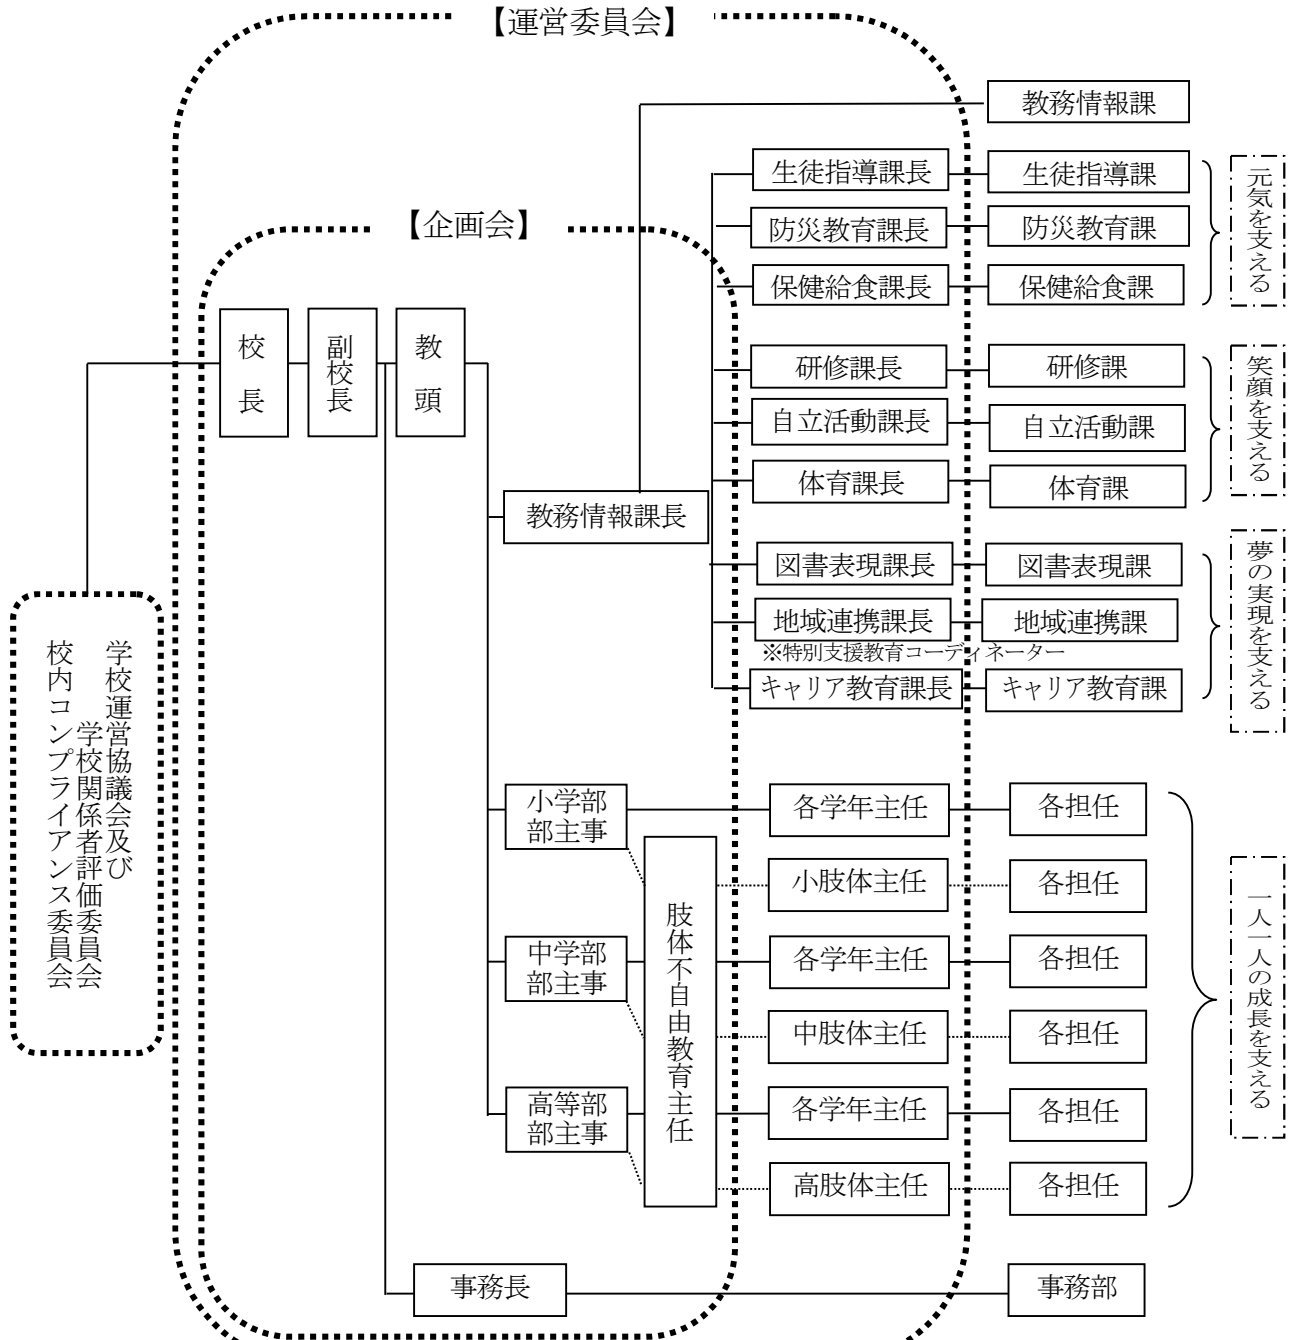 【運営委員会】
教務情報課
生徒指導課長
生徒指導課
防災教育課長
防災教育課
保健給食課長
保健給食課
元気を支える
【企画会】
校長
副校長
教頭
研修課長
研修課
自立活動課長
自立活動課
体育課長
体育課
笑顔を支える
教務情報課長
図書表現課長
図書表現課
地域連携課長
地域連携課
※特別支援教育コーディネーター
キャリア教育課長
キャリア教育課
夢の実現を支える
学校運営協議会及び
学校関係者評価委員会
校内コンプライアンス委員会
小学部
部主事
各学年主任
各担任
小肢体主任
各担任
中学部
部主事
肢体不自由教育主任
各学年主任
各担任
中肢体主任
各担任
高等部
部主事
各学年主任
各担任
高肢体主任
各担任
一人一人の成長を支える
事務長
事務部